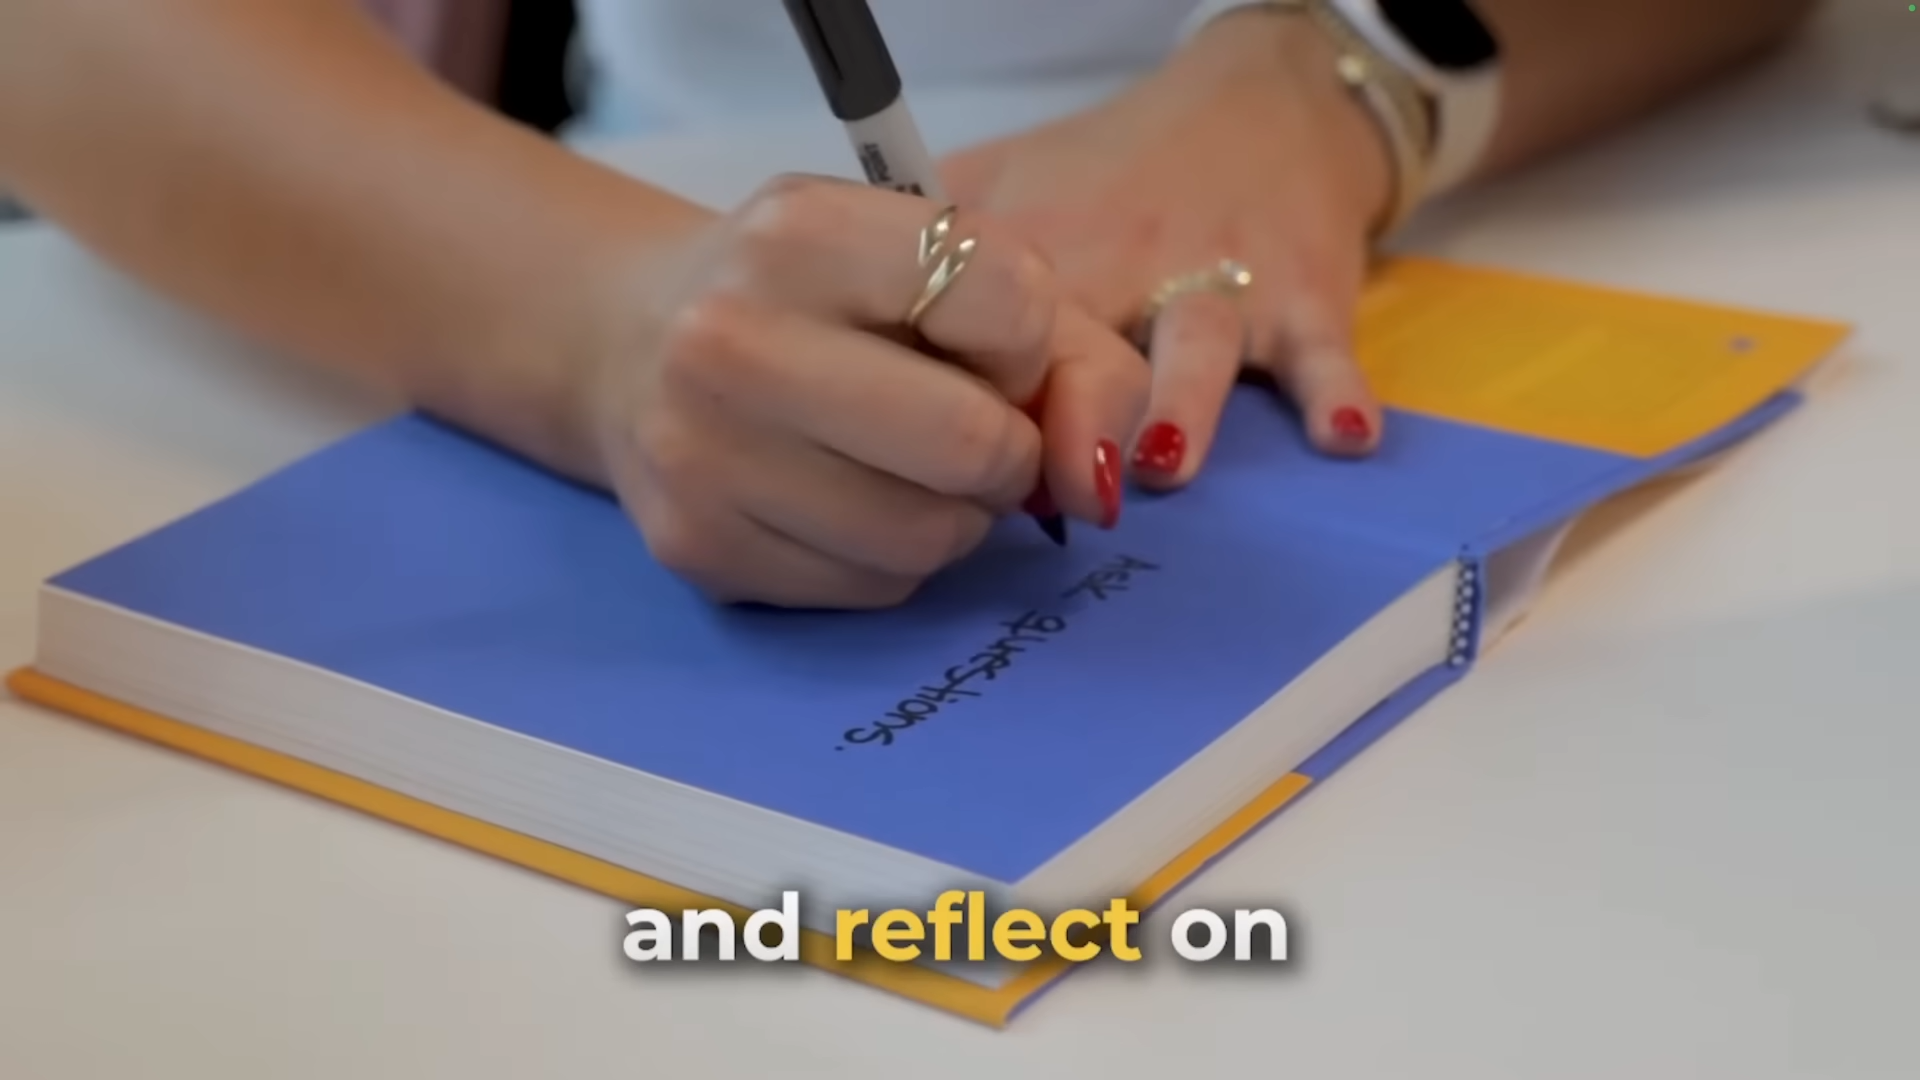 Ask questions.
and reflect on